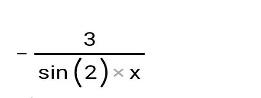 - 3
sin(2) × x